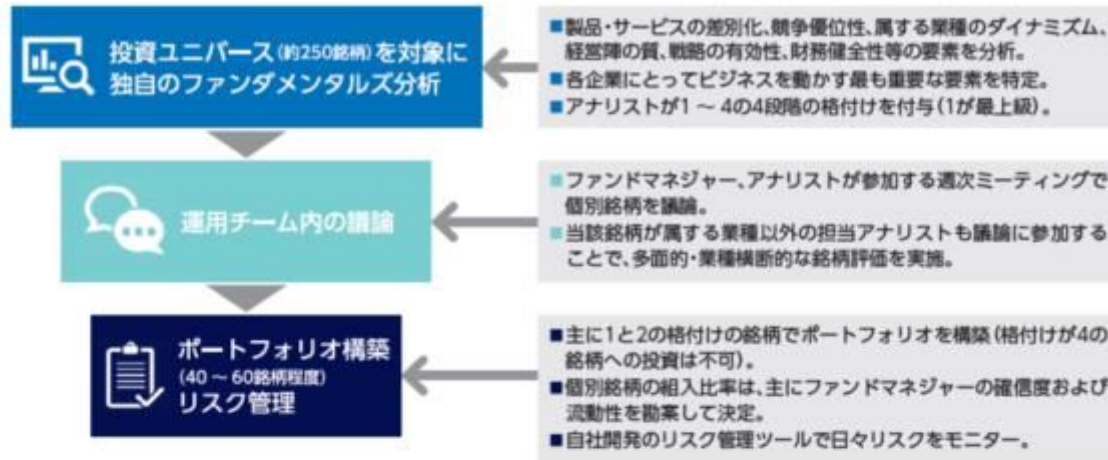 投資ユニバース(約250銘柄)を対象に
独自のファンダメンタルズ分析
■製品・サービスの差別化、競争優位性、属する業種のダイナミズム、
経営陣の質、戦略の有効性、財務健全性等の要素を分析。
■各企業にとってビジネスを動かす最も重要な要素を特定。
■アナリストが1 ～ 4の4段階の格付けを付与(1が最上級)。
運用チーム内の議論
■ファンドマネジャー、アナリストが参加する週次ミーティングで
個別銘柄を議論。
■当該銘柄が属する業種以外の担当アナリストも議論に参加する
ことで、多面的・業種横断的な銘柄評価を実施。
ポートフォリオ構築
(40 ～ 60銘柄程度)
リスク管理
■主に1と2の格付けの銘柄でポートフォリオを構築(格付けが4の
銘柄への投資は不可)。
■個別銘柄の組入比率は、主にファンドマネジャーの確信度および
流動性を勘案して決定。
■自社開発のリスク管理ツールで日々リスクをモニター。